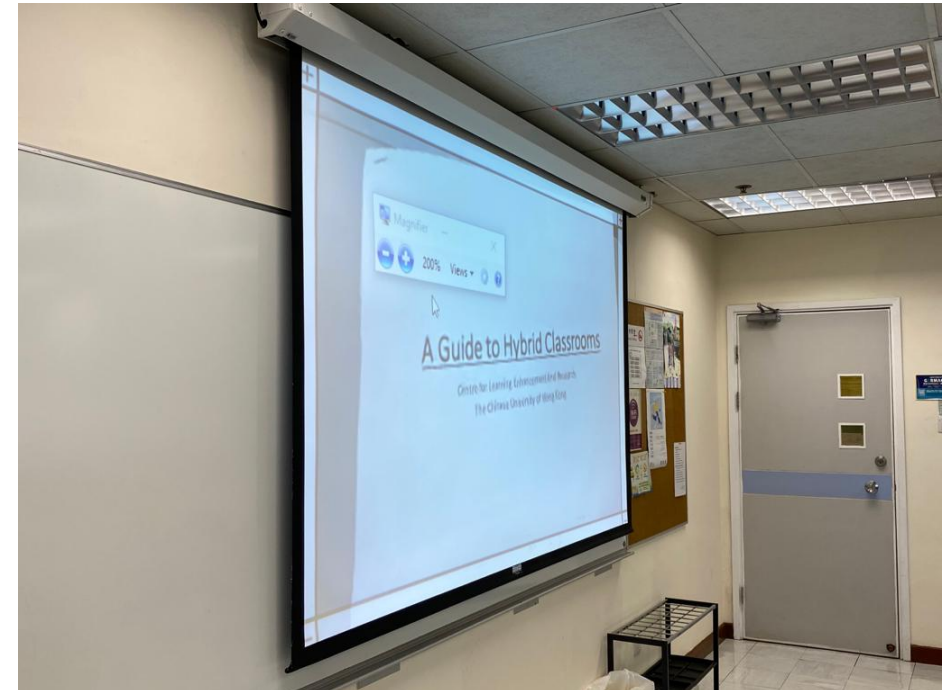 Magnifier
200% Views
A Guide to Hybrid Classrooms
Centre for Learning Enhancement And Research
The Chinese University of Hong Kong